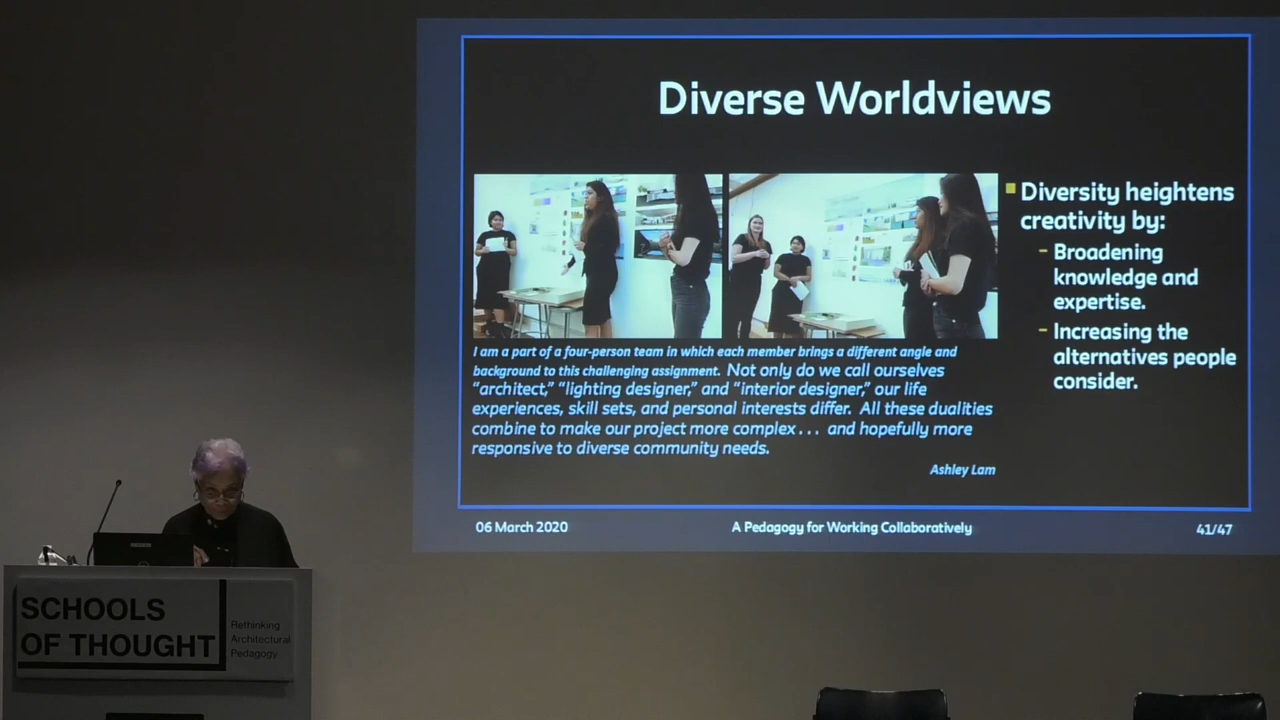 Diverse Worldviews
Diversity heightens
creativity by:
– Broadening
knowledge and
expertise.
– Increasing the
alternatives people
consider.
I am a part of a four-person team in which each member brings a different angle and
background to this challenging assignment. Not only do we call ourselves
“architect,” “lighting designer,” and “interior designer,” our life
experiences, skill sets, and personal interests differ. All these dualities
combine to make our project more complex . . . and hopefully more
responsive to diverse community needs.
Ashley Lam
06 March 2020
A Pedagogy for Working Collaboratively
41/47
SCHOOLS
OF THOUGHT
Rethinking
Architectural
Pedagogy